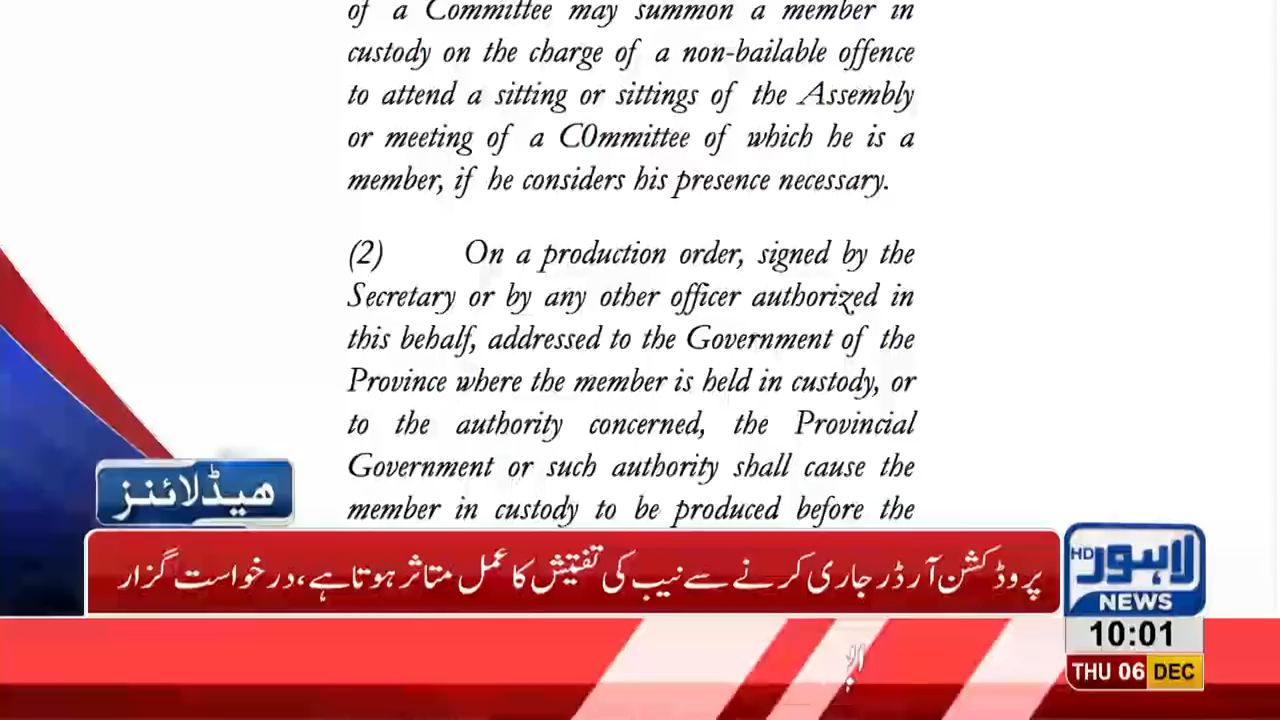 of a Committee may summon a member in
custody on the charge of a non-bailable offence
to attend a sitting or sittings of the Assembly
or meeting of a C0mmittee of which he is a
member, if he considers his presence necessary.
(2) On a production order, signed by the
Secretary or by any other officer authorized in
this behalf, addressed to the Government of the
Province where the member is held in custody, or
to the authority concerned, the Provincial
Government or such authority shall cause the
member in custody to be produced before the
ھیڈلائنز
پروڈکشن آرڈر جاری کرنے سے نیب کی تفتیش کا عمل متاثر ہوتا ہے، درخواست گزار
HD لاہور
NEWS
10:01
THU 06 DEC